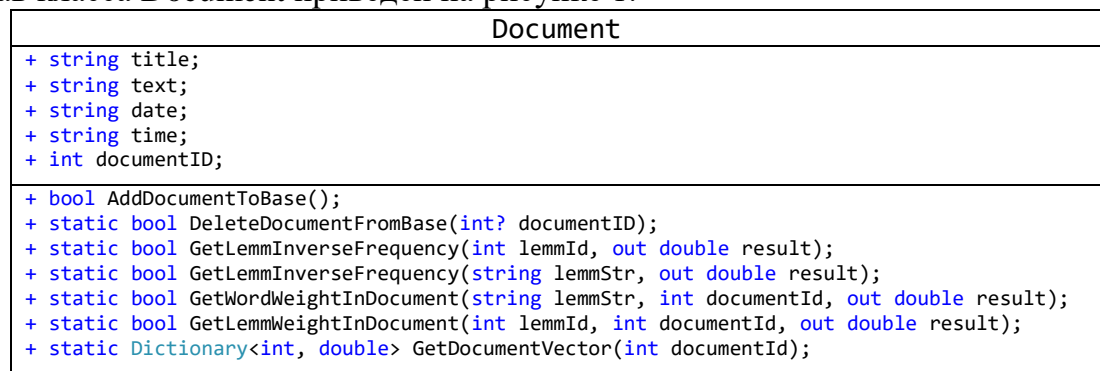 Document
+ string title;
+ string text;
+ string date;
+ string time;
+ int documentID;
+ bool AddDocumentToBase();
+ static bool DeleteDocumentFromBase(int? documentID);
+ static bool GetLemmInverseFrequency(int lemmId, out double result);
+ static bool GetLemmInverseFrequency(string lemmStr, out double result);
+ static bool GetWordWeightInDocument(string lemmStr, int documentId, out double result);
+ static bool GetLemmWeightInDocument(int lemmId, int documentId, out double result);
+ static Dictionary<int, double> GetDocumentVector(int documentId);